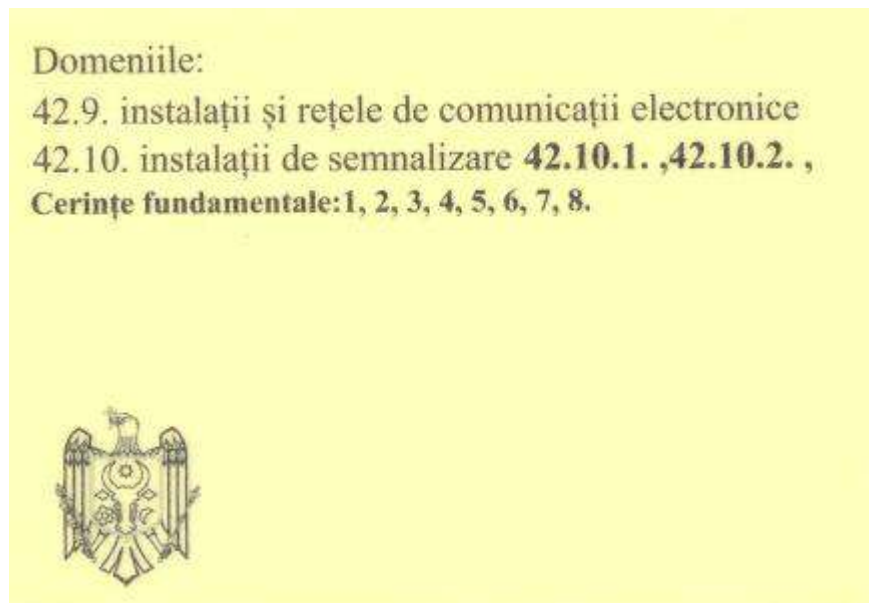 Domeniile:
42.9. instalații și rețele de comunicații electronice
42.10. instalații de semnalizare 42.10.1. ,42.10.2. ,
Cerințe fundamentale:1, 2, 3, 4, 5, 6, 7, 8.